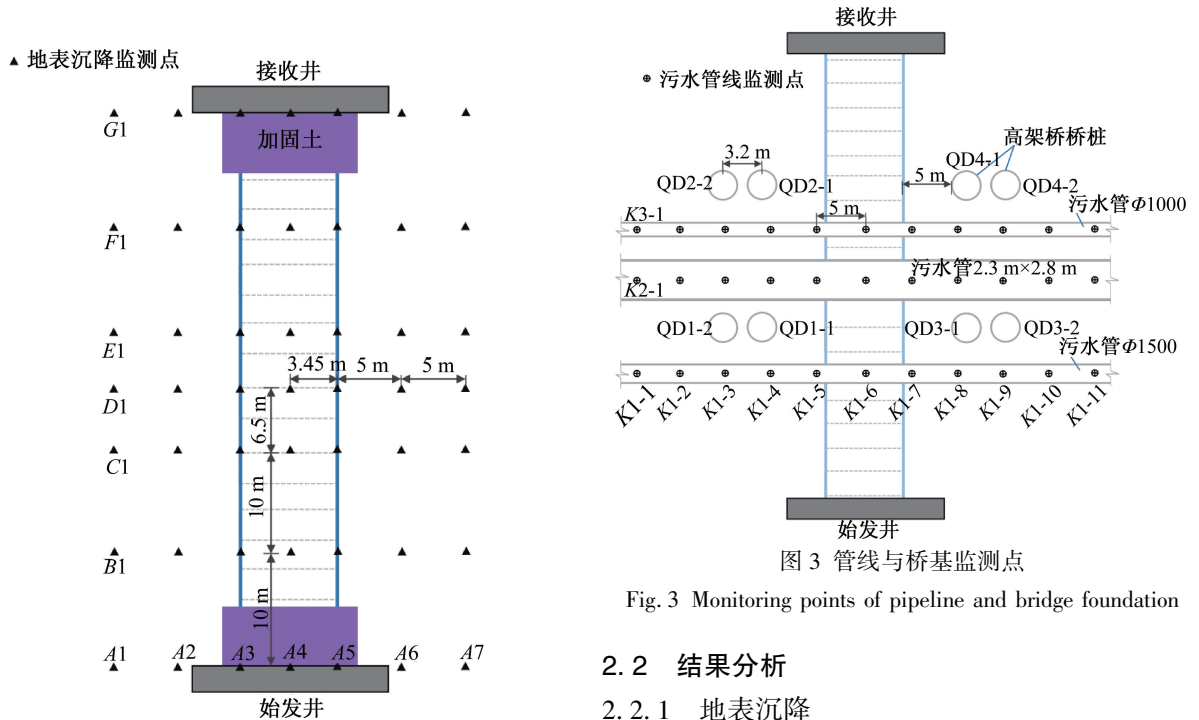 ▲ 地表沉降监测点
接收井
G1
加固土
F1
E1
3.45 m
5 m
5 m
D1
6.5 m
C1
10 m
B1
10 m
A1
A2
A3
A4
A5
A6
A7
始发井
接收井
污水管线监测点
高架桥桥桩
3.2 m
QD4-1
QD2-2
QD2-1
5 m
QD4-2
K3-1
5 m
污水管Φ1000
污水管2.3 m×2.8 m
K2-1
QD1-2
QD1-1
QD3-1
QD3-2
污水管Φ1500
K1-1
K1-2
K1-3
K1-4
K1-5
K1-6
K1-7
K1-8
K1-9
K1-10
K1-11
始发井
图 3 管线与桥基监测点
Fig. 3 Monitoring points of pipeline and bridge foundation
2. 2 结果分析
2. 2. 1 地表沉降